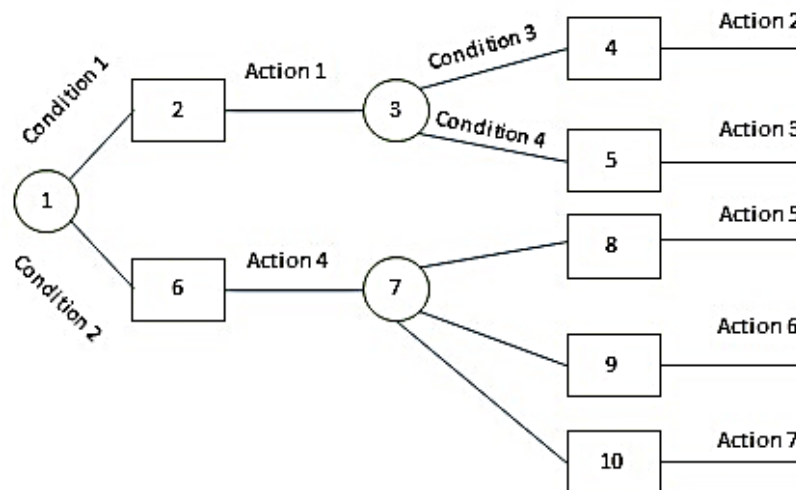 Condition 1
Condition 2
1
2
Action 1
3
Condition 3
Condition 4
4
Action 2
5
Action 3
6
Action 4
7
8
Action 5
9
Action 6
10
Action 7